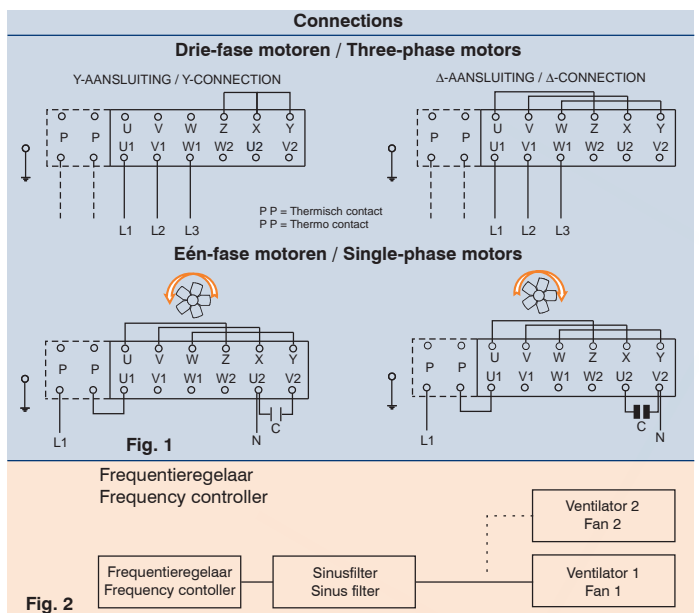 Connections
Drie-fase motoren / Three-phase motors
Y-AANSLUITING / Y-CONNECTION
Δ-AANSLUITING / Δ-CONNECTION
P P U V W Z X Y
U1 V1 W1 W2 U2 V2
L1 L2 L3
P P U V W Z X Y
U1 V1 W1 W2 U2 V2
L1 L2 L3
P P = Thermisch contact
P P = Thermo contact
Eén-fase motoren / Single-phase motors
P P U V W Z X Y
U1 V1 W1 W2 U2 V2
L1 N C
P P U V W Z X Y
U1 V1 W1 W2 U2 V2
L1 C N
Fig. 1
Frequentieregelaar
Frequency controller
Ventilator 2
Fan 2
Frequentieregelaar
Frequency contoller
Sinusfilter
Sinus filter
Ventilator 1
Fan 1
Fig. 2